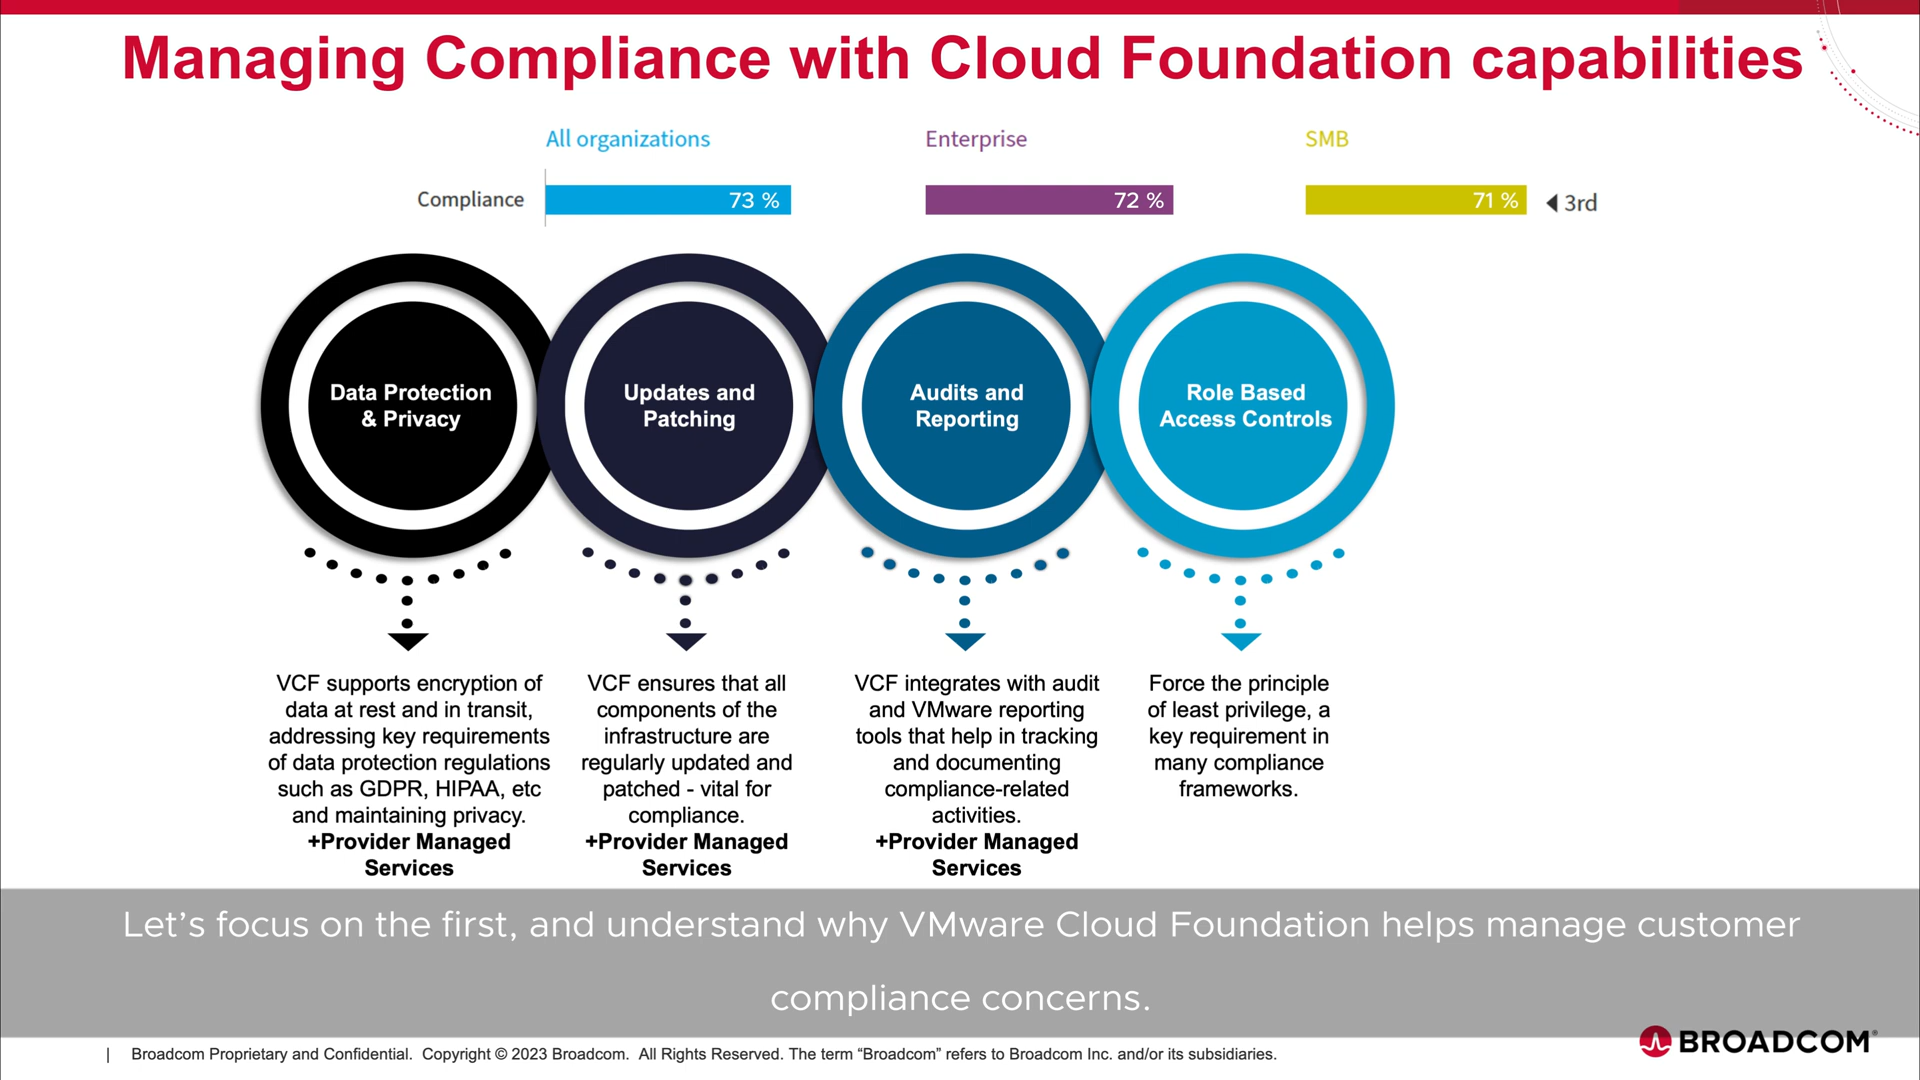 Managing Compliance with Cloud Foundation capabilities
All organizations
Enterprise
SMB
Compliance
73 %
72 %
71 %
3rd
Data Protection
& Privacy
Updates and
Patching
Audits and
Reporting
Role Based
Access Controls
VCF supports encryption of
data at rest and in transit,
addressing key requirements
of data protection regulations
such as GDPR, HIPAA, etc
and maintaining privacy.
+Provider Managed
Services
VCF ensures that all
components of the
infrastructure are
regularly updated and
patched - vital for
compliance.
+Provider Managed
Services
VCF integrates with audit
and VMware reporting
tools that help in tracking
and documenting
compliance-related
activities.
+Provider Managed
Services
Force the principle
of least privilege, a
key requirement in
many compliance
frameworks.
Let’s focus on the first, and understand why VMware Cloud Foundation helps manage customer
compliance concerns.
| Broadcom Proprietary and Confidential. Copyright © 2023 Broadcom. All Rights Reserved. The term “Broadcom” refers to Broadcom Inc. and/or its subsidiaries.
BROADCOM®